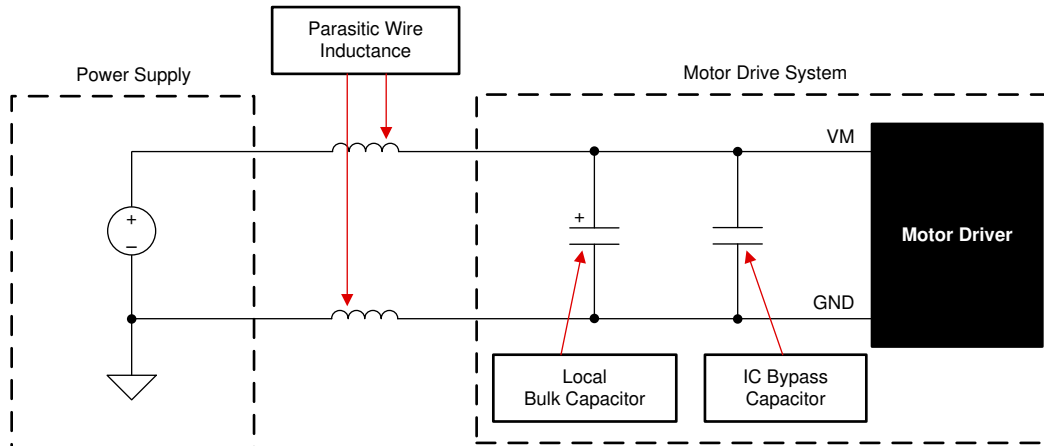 Parasitic Wire
Inductance
Power Supply
Motor Drive System
VM
+
−
+
Motor Driver
GND
Local
Bulk Capacitor
IC Bypass
Capacitor